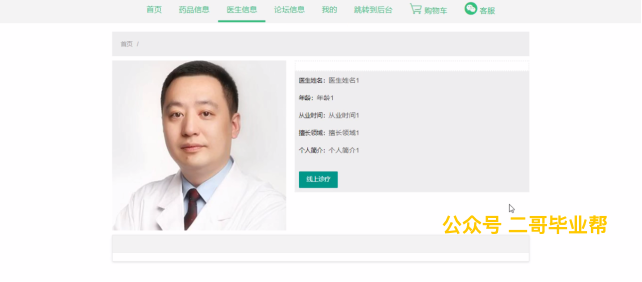 首页 药品信息 医生信息 论坛信息 我的 跳转到后台 购物车 客服
首页 /
医生姓名：医生姓名1
年龄：年龄1
从业时间：从业时间1
擅长领域：擅长领域1
个人简介：个人简介1
线上诊疗
公众号 二哥毕业帮